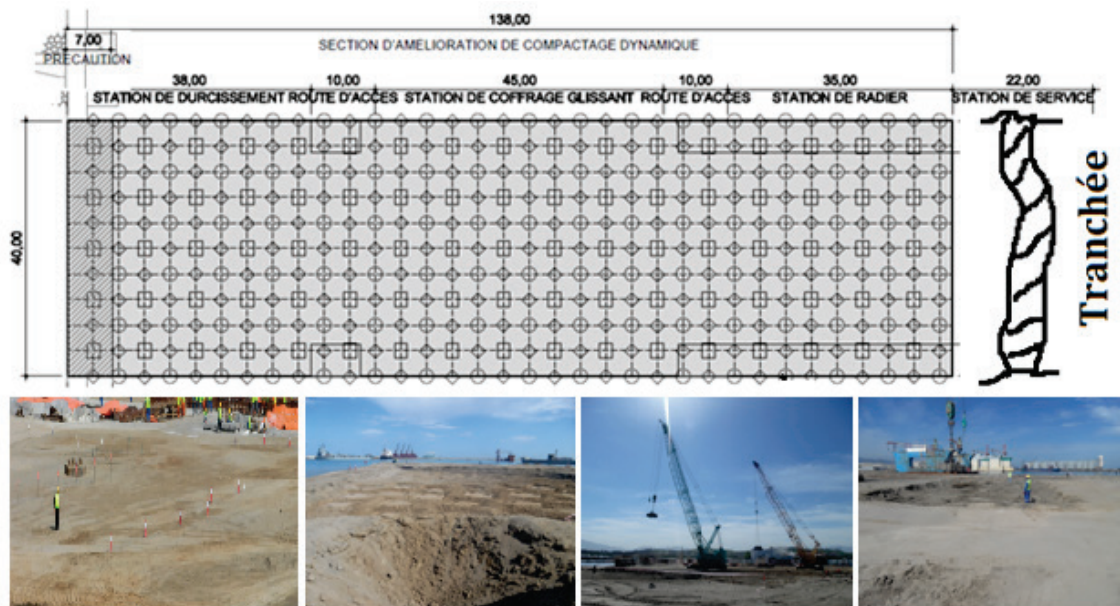 138,00
7,00
SECTION D'AMELIORATION DE COMPACTAGE DYNAMIQUE
PRECAUTION
38,00 10,00 45,00 10,00 35,00 22,00
STATION DE DURCISSEMENT ROUTE D'ACCES STATION DE COFFRAGE GLISSANT ROUTE D'ACCES STATION DE RADIER STATION DE SERVICE
40,00
Tranchée